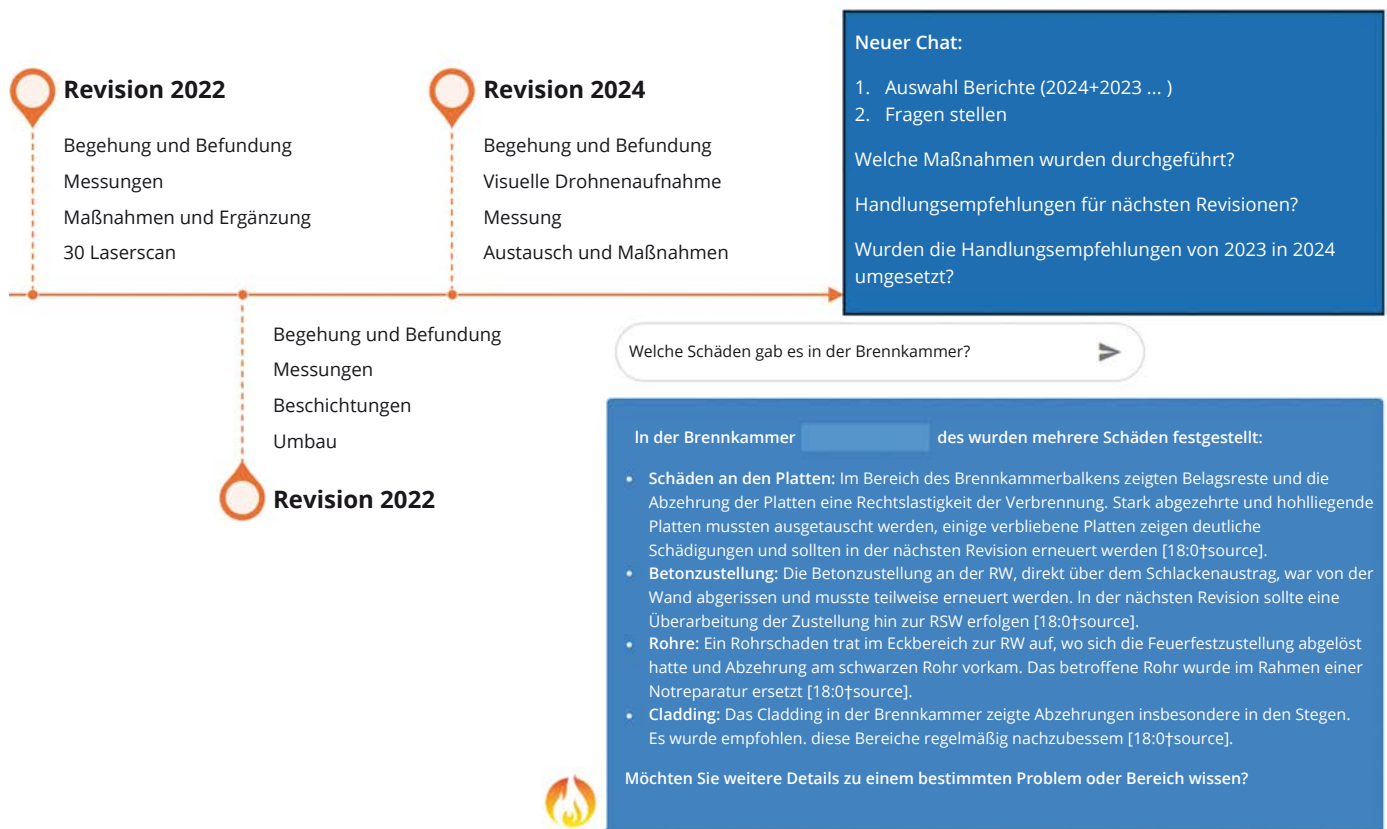 Revision 2022
Begehung und Befundung
Messungen
Maßnahmen und Ergänzung
30 Laserscan
Begehung und Befundung
Messungen
Beschichtungen
Umbau
Revision 2022
Revision 2024
Begehung und Befundung
Visuelle Drohnenaufnahme
Messung
Austausch und Maßnahmen
Neuer Chat:
1. Auswahl Berichte (2024+2023 ... )
2. Fragen stellen
Welche Maßnahmen wurden durchgeführt?
Handlungsempfehlungen für nächsten Revisionen?
Wurden die Handlungsempfehlungen von 2023 in 2024
umgesetzt?
Welche Schäden gab es in der Brennkammer?
In der Brennkammer des wurden mehrere Schäden festgestellt:
• Schäden an den Platten: Im Bereich des Brennkammerbalkens zeigten Belagsreste und die
Abzehrung der Platten eine Rechtslastigkeit der Verbrennung. Stark abgezehrte und hohlliegende
Platten mussten ausgetauscht werden, einige verbliebene Platten zeigen deutliche
Schädigungen und sollten in der nächsten Revision erneuert werden [18:0†source].
• Betonzustellung: Die Betonzustellung an der RW, direkt über dem Schlackenaustrag, war von der
Wand abgerissen und musste teilweise erneuert werden. In der nächsten Revision sollte eine
Überarbeitung der Zustellung hin zur RSW erfolgen [18:0†source].
• Rohre: Ein Rohrschaden trat im Eckbereich zur RW auf, wo sich die Feuerfestzustellung abgelöst
hatte und Abzehrung am schwarzen Rohr vorkam. Das betroffene Rohr wurde im Rahmen einer
Notreparatur ersetzt [18:0†source].
• Cladding: Das Cladding in der Brennkammer zeigte Abzehrungen insbesondere in den Stegen.
Es wurde empfohlen. diese Bereiche regelmäßig nachzubessem [18:0†source].
Möchten Sie weitere Details zu einem bestimmten Problem oder Bereich wissen?